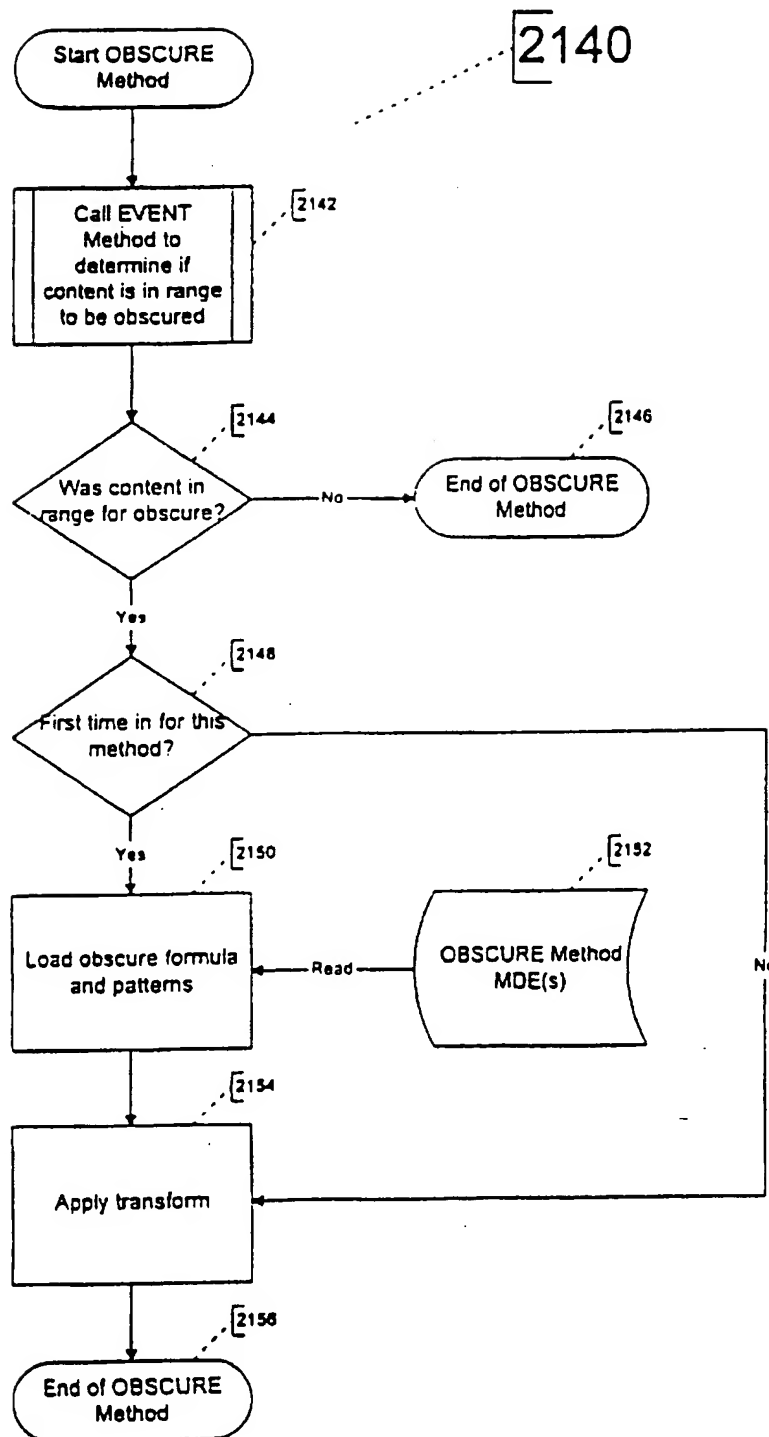 2140
Start OBSCURE
Method
2142
Call EVENT
Method to
determine if
content is in range
to be obscured
2144
Was content in
range for obscure?
No
2146
End of OBSCURE
Method
Yes
2148
First time in for this
method?
No
Yes
2150
Load obscure formula
and patterns
Read
2152
OBSCURE Method
MDE(s)
2154
Apply transform
2156
End of OBSCURE
Method